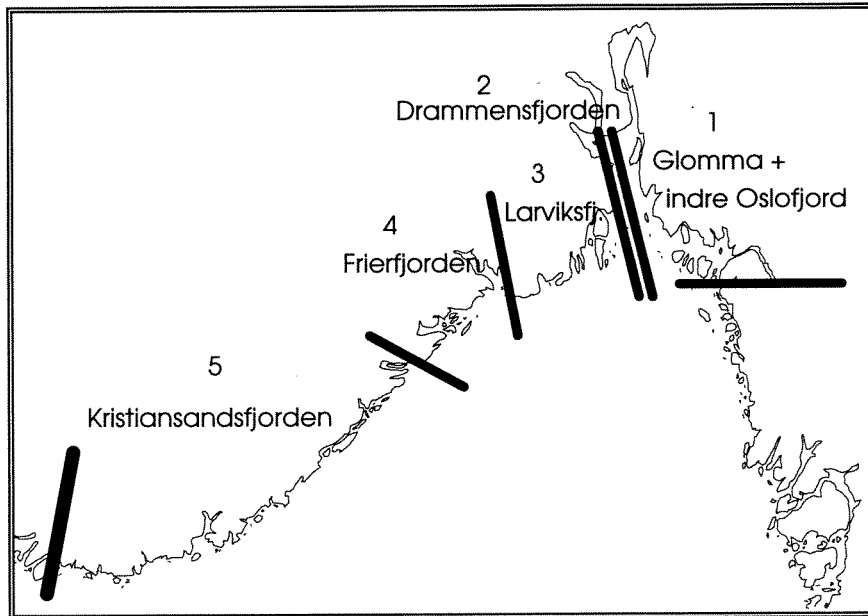 2
Drammensfjorden
1
Glomma +
indre Oslofjord
3
Larviksfj.
4
Frierfjorden
5
Kristiansandsfjorden